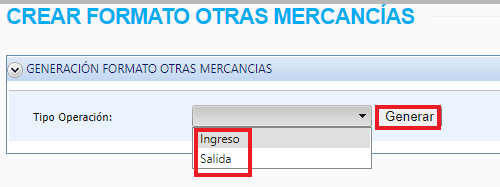 CREAR FORMATO OTRAS MERCANCÍAS
GENERACIÓN FORMATO OTRAS MERCANCIAS
Tipo Operación: Generar
Ingreso
Salida